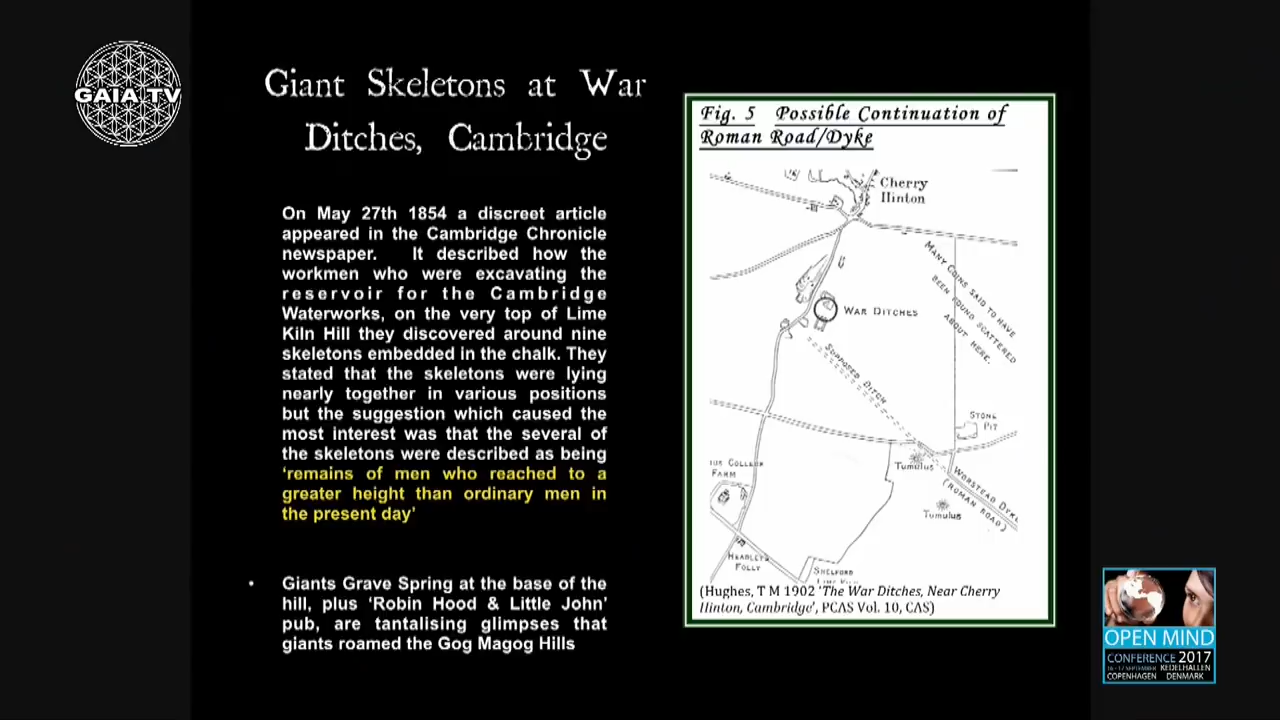 GAIA TV
Giant Skeletons at War
Ditches, Cambridge
On May 27th 1854 a discreet article
appeared in the Cambridge Chronicle
newspaper. It described how the
workmen who were excavating the
reservoir for the Cambridge
Waterworks, on the very top of Lime
Kiln Hill they discovered around nine
skeletons embedded in the chalk. They
stated that the skeletons were lying
nearly together in various positions
but the suggestion which caused the
most interest was that the several of
the skeletons were described as being
‘remains of men who reached to a
greater height than ordinary men in
the present day’
• Giants Grave Spring at the base of the
hill, plus ‘Robin Hood & Little John’
pub, are tantalising glimpses that
giants roamed the Gog Magog Hills
Fig. 5 Possible Continuation of
Roman Road/Dyke
Cherry
Hinton
MANY COINS SAID TO HAVE
BEEN FOUND SCATTERED
ABOUT HERE.
WAR DITCHES
SUPPOSED DITCH
STONE
PIT
Tumulus
WORSTEAD DYKE
(ROMAN ROAD)
Tumulus
COLLEGE
FARM
HEADLEY'S
FOLLY
SHELFORD
(Hughes, T M 1902 ‘The War Ditches, Near Cherry
Hinton, Cambridge’, PCAS Vol. 10, CAS)
OPEN MIND
CONFERENCE 2017
16 - 17 SEPTEMBER KEDELHALLEN
COPENHAGEN DENMARK